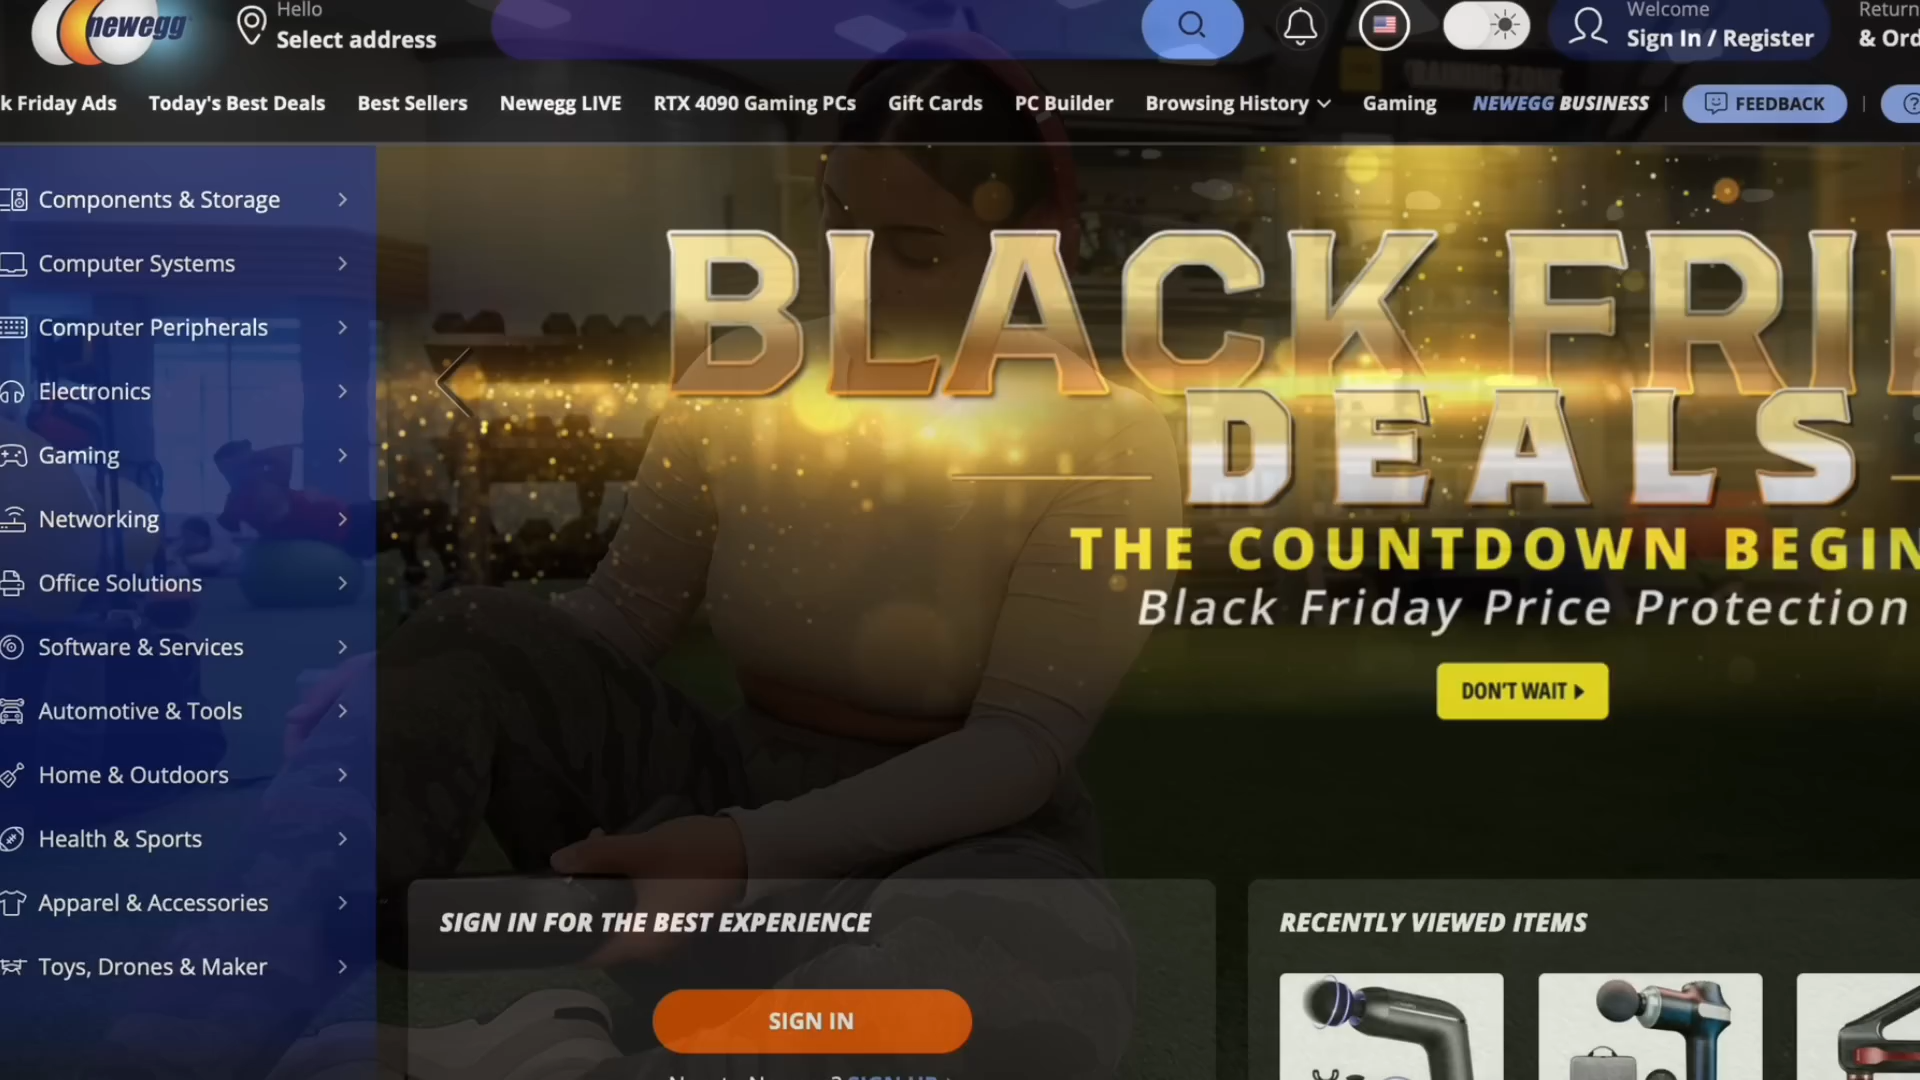 newegg
Hello
Select address
Welcome
Sign In / Register
Return
& Ord
k Friday Ads
Today's Best Deals
Best Sellers
Newegg LIVE
RTX 4090 Gaming PCs
Gift Cards
PC Builder
Browsing History
Gaming
NEWEGG BUSINESS
FEEDBACK
Components & Storage
Computer Systems
Computer Peripherals
Electronics
Gaming
Networking
Office Solutions
Software & Services
Automotive & Tools
Home & Outdoors
Health & Sports
Apparel & Accessories
Toys, Drones & Maker
BLACK FRI
DEALS
THE COUNTDOWN BEGIN
Black Friday Price Protection
DON'T WAIT
SIGN IN FOR THE BEST EXPERIENCE
SIGN IN
RECENTLY VIEWED ITEMS